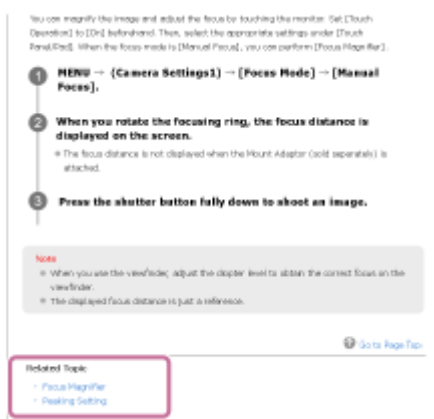 You can magnify the image and adjust the focus by touching the monitor. Set [Touch
Operation] to [On] beforehand. Then, select the appropriate settings under [Touch
Panel/Pad]. When the focus mode is [Manual Focus], you can perform [Focus Magnifier].
1 MENU → (Camera Settings1) → [Focus Mode] → [Manual
Focus].
2 When you rotate the focusing ring, the focus distance is
displayed on the screen.
The focus distance is not displayed when the Mount Adaptor (sold separately) is
attached.
3 Press the shutter button fully down to shoot an image.
Note
When you use the viewfinder, adjust the diopter level to obtain the correct focus on the
viewfinder.
The displayed focus distance is just a reference.
Go to Page Top
Related Topic
Focus Magnifier
Peaking Setting